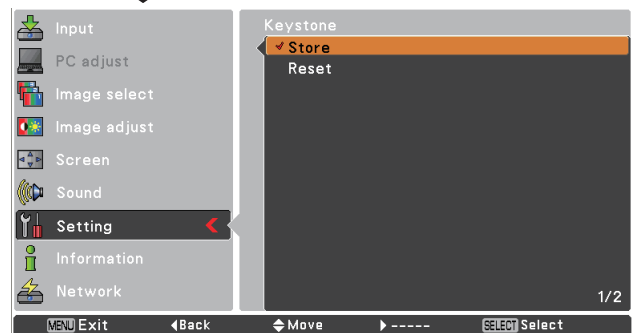 Input
PC adjust
Image select
Image adjust
Screen
Sound
Setting
Information
Network
Keystone
Store
Reset
1/2
MENU Exit Back Move ----- SELECT Select